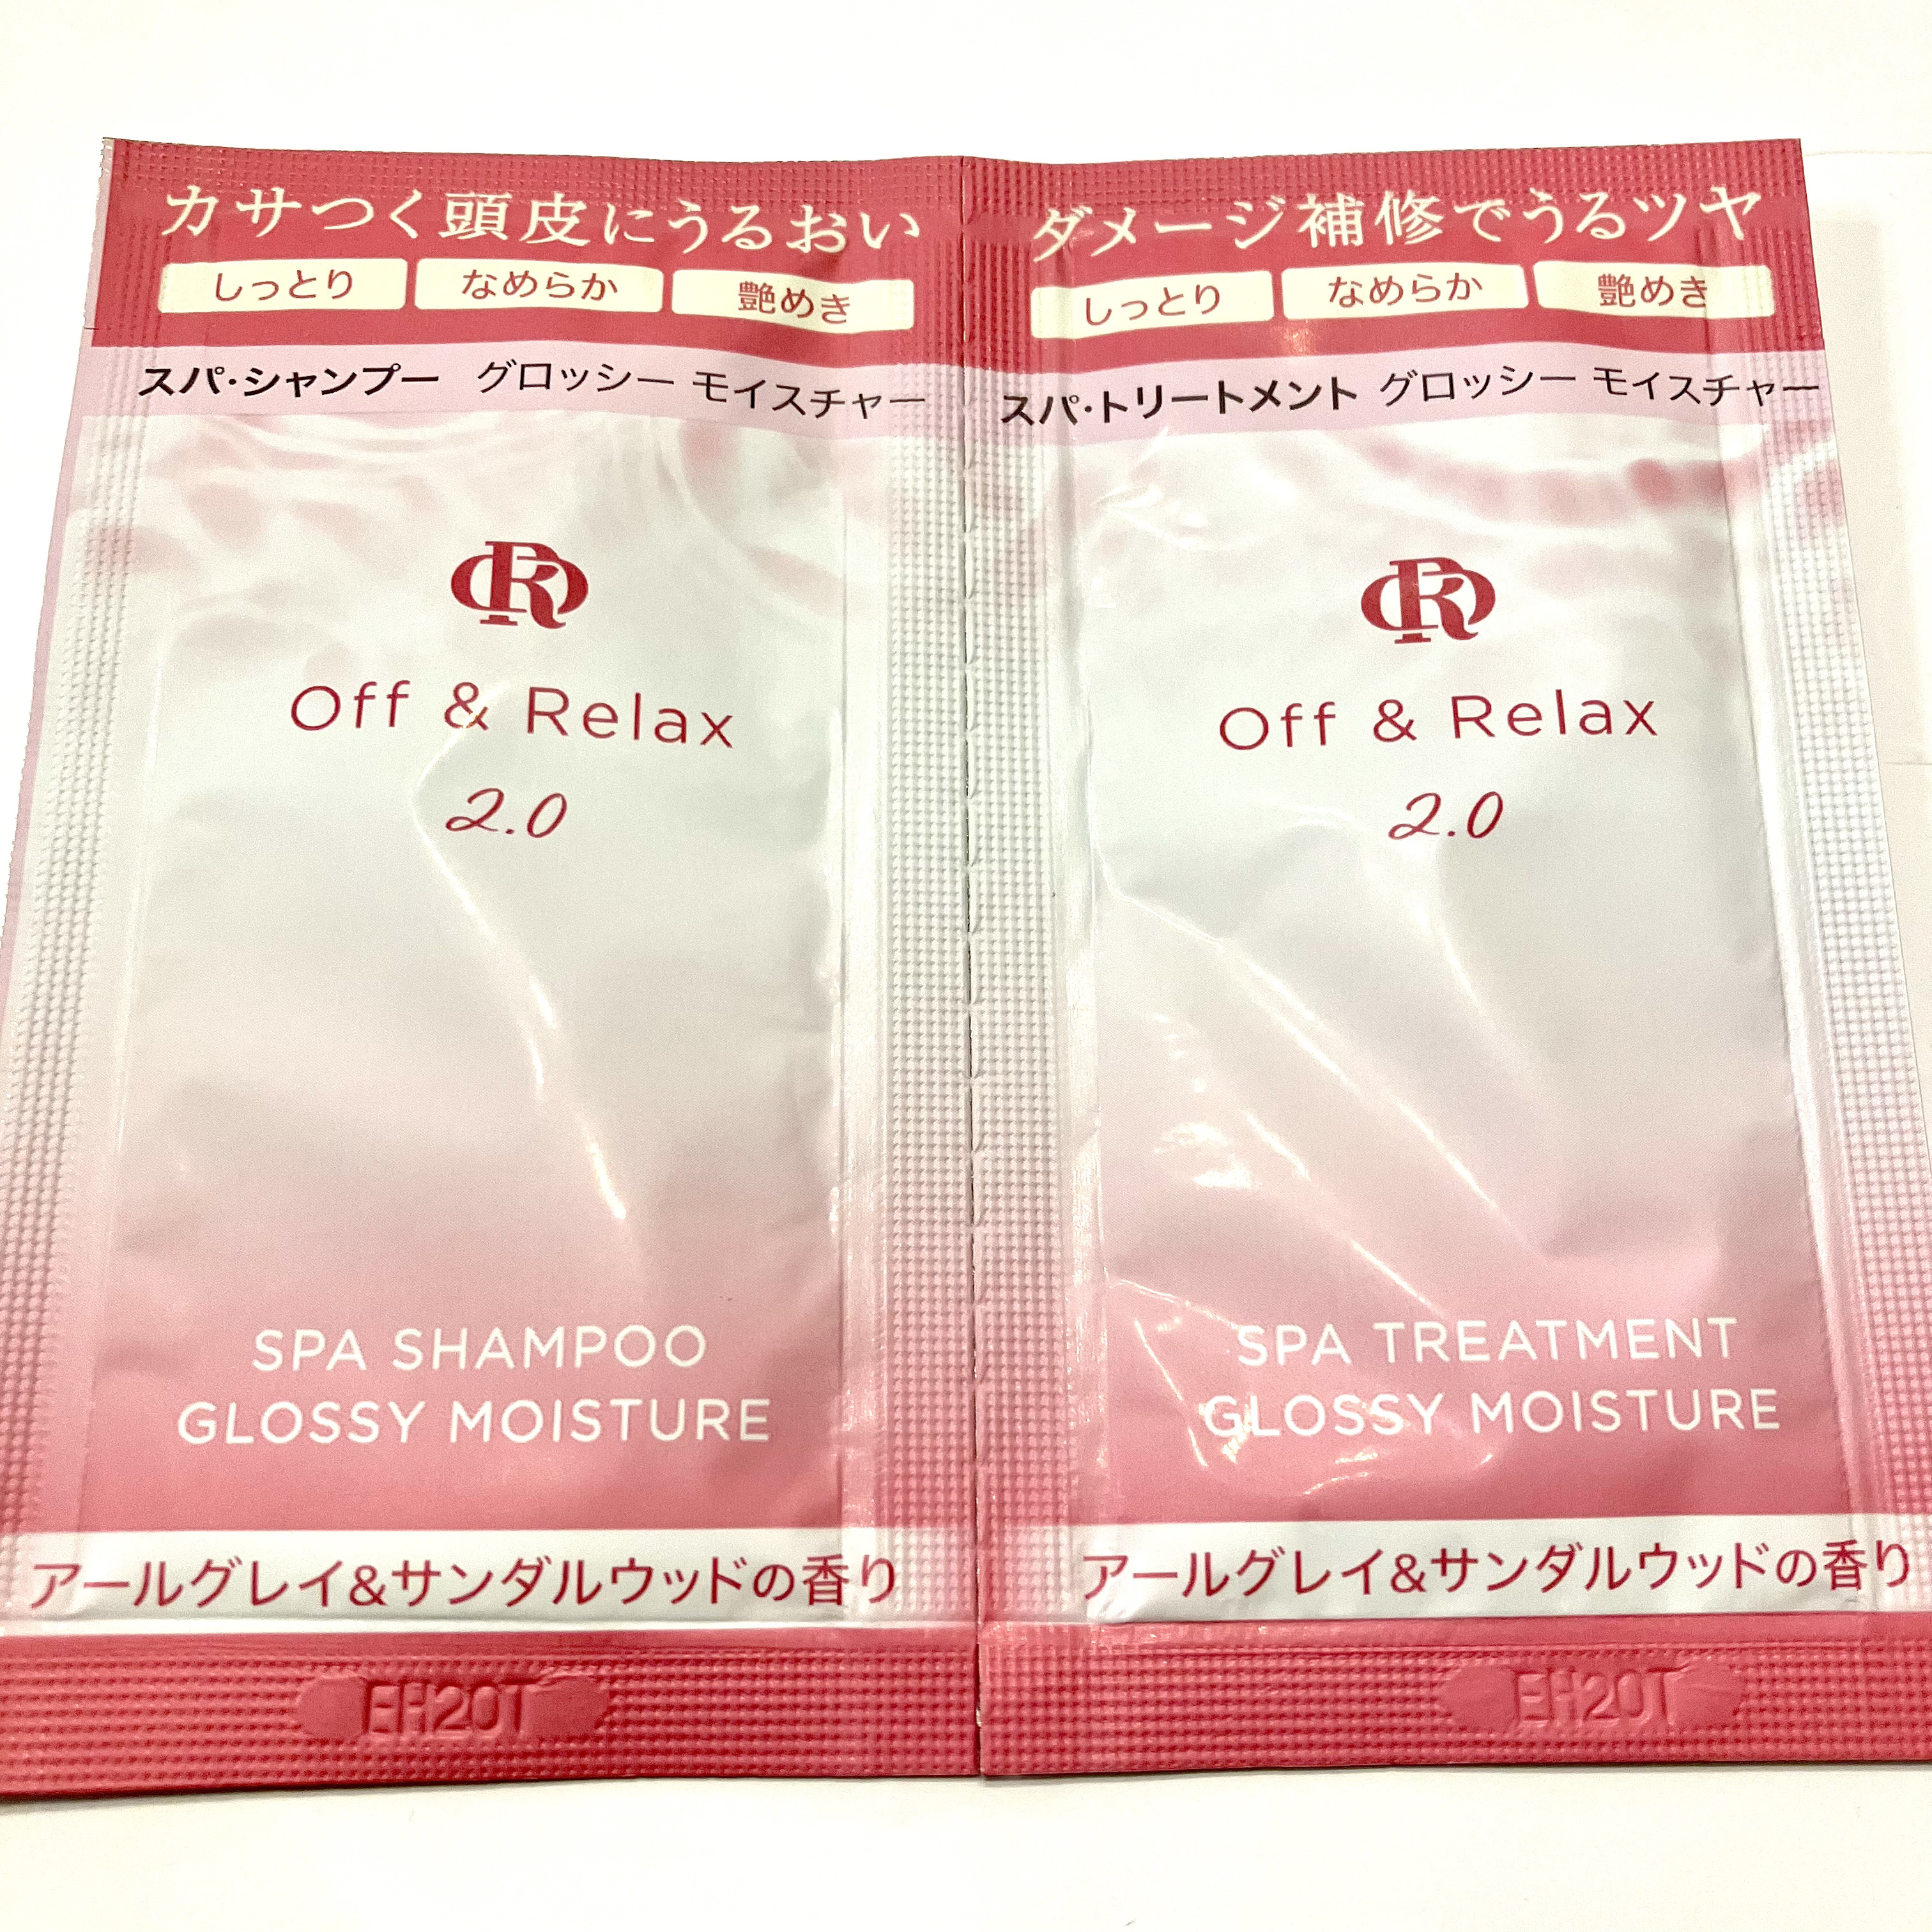 カサつく頭皮にうるおい
しっとり なめらか 艶めき
スパ・シャンプー グロッシー モイスチャー
OR
Off & Relax
2.0
SPA SHAMPOO
GLOSSY MOISTURE
アールグレイ&サンダルウッドの香り
EH20T
ダメージ補修でうるツヤ
しっとり なめらか 艶めき
スパ・トリートメント グロッシー モイスチャー
OR
Off & Relax
2.0
SPA TREATMENT
GLOSSY MOISTURE
アールグレイ&サンダルウッドの香り
EH20T